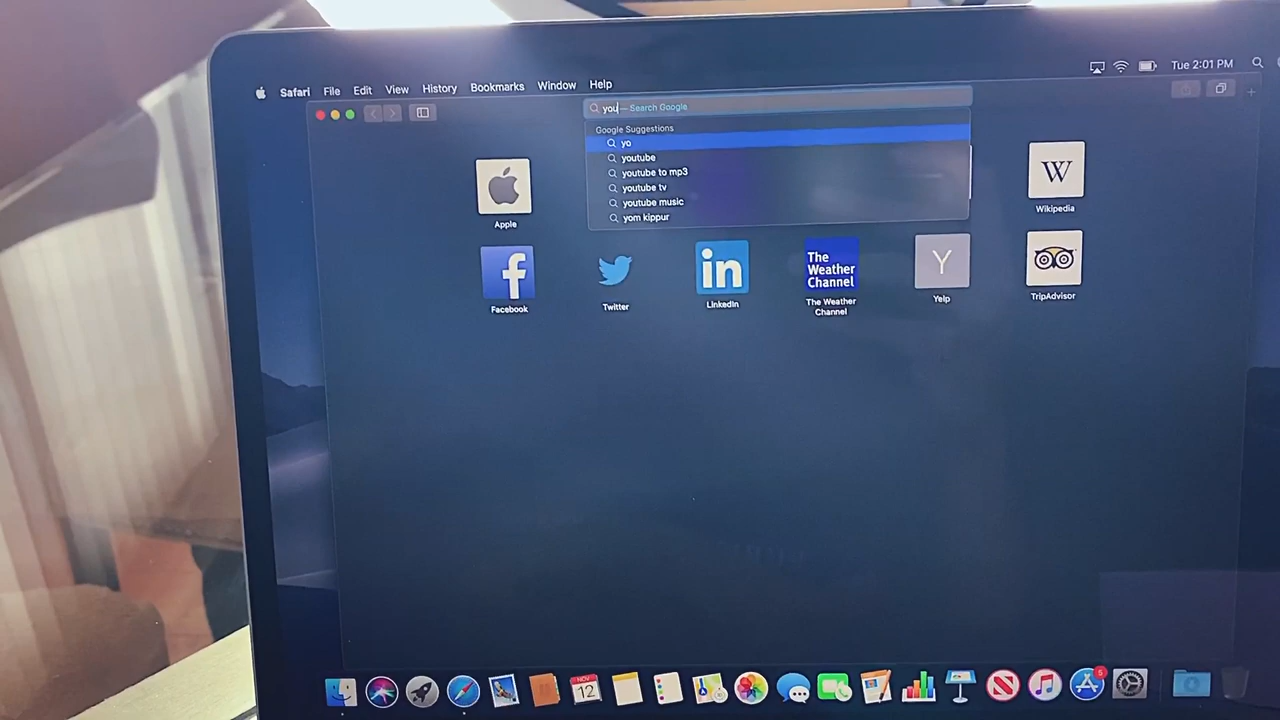 Safari File Edit View History Bookmarks Window Help
Tue 2:01 PM
you — Search Google
Google Suggestions
yo
youtube
youtube to mp3
youtube tv
youtube music
yom kippur
Apple
W
Wikipedia
f
Facebook
Twitter
in
LinkedIn
The
Weather
Channel
The Weather
Channel
Y
Yelp
TripAdvisor
NOV
12
5